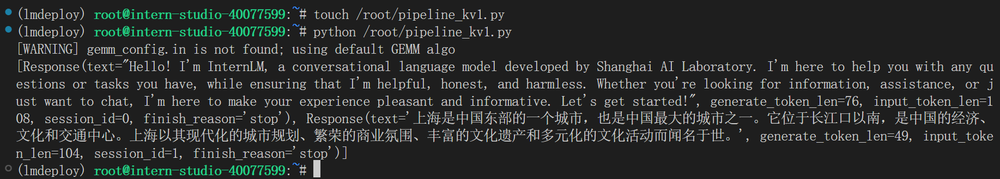 (lmdeploy) root@intern-studio-40077599:~# touch /root/pipeline_kv1.py
(lmdeploy) root@intern-studio-40077599:~# python /root/pipeline_kv1.py
[WARNING] gemm_config.in is not found; using default GEMM algo
[Response(text="Hello! I'm InternLM, a conversational language model developed by Shanghai AI Laboratory. I'm here to help you with any qu
estions or tasks you have, while ensuring that I'm helpful, honest, and harmless. Whether you're looking for information, assistance, or j
ust want to chat, I'm here to make your experience pleasant and informative. Let's get started!", generate_token_len=76, input_token_len=1
08, session_id=0, finish_reason='stop'), Response(text='上海是中国东部的一个城市，也是中国最大的城市之一。它位于长江口以南，是中国的经济、
文化和交通中心。上海以其现代化的城市规划、繁荣的商业氛围、丰富的文化遗产和多元化的文化活动而闻名于世。', generate_token_len=49, input_toke
n_len=104, session_id=1, finish_reason='stop')]
(lmdeploy) root@intern-studio-40077599:~#